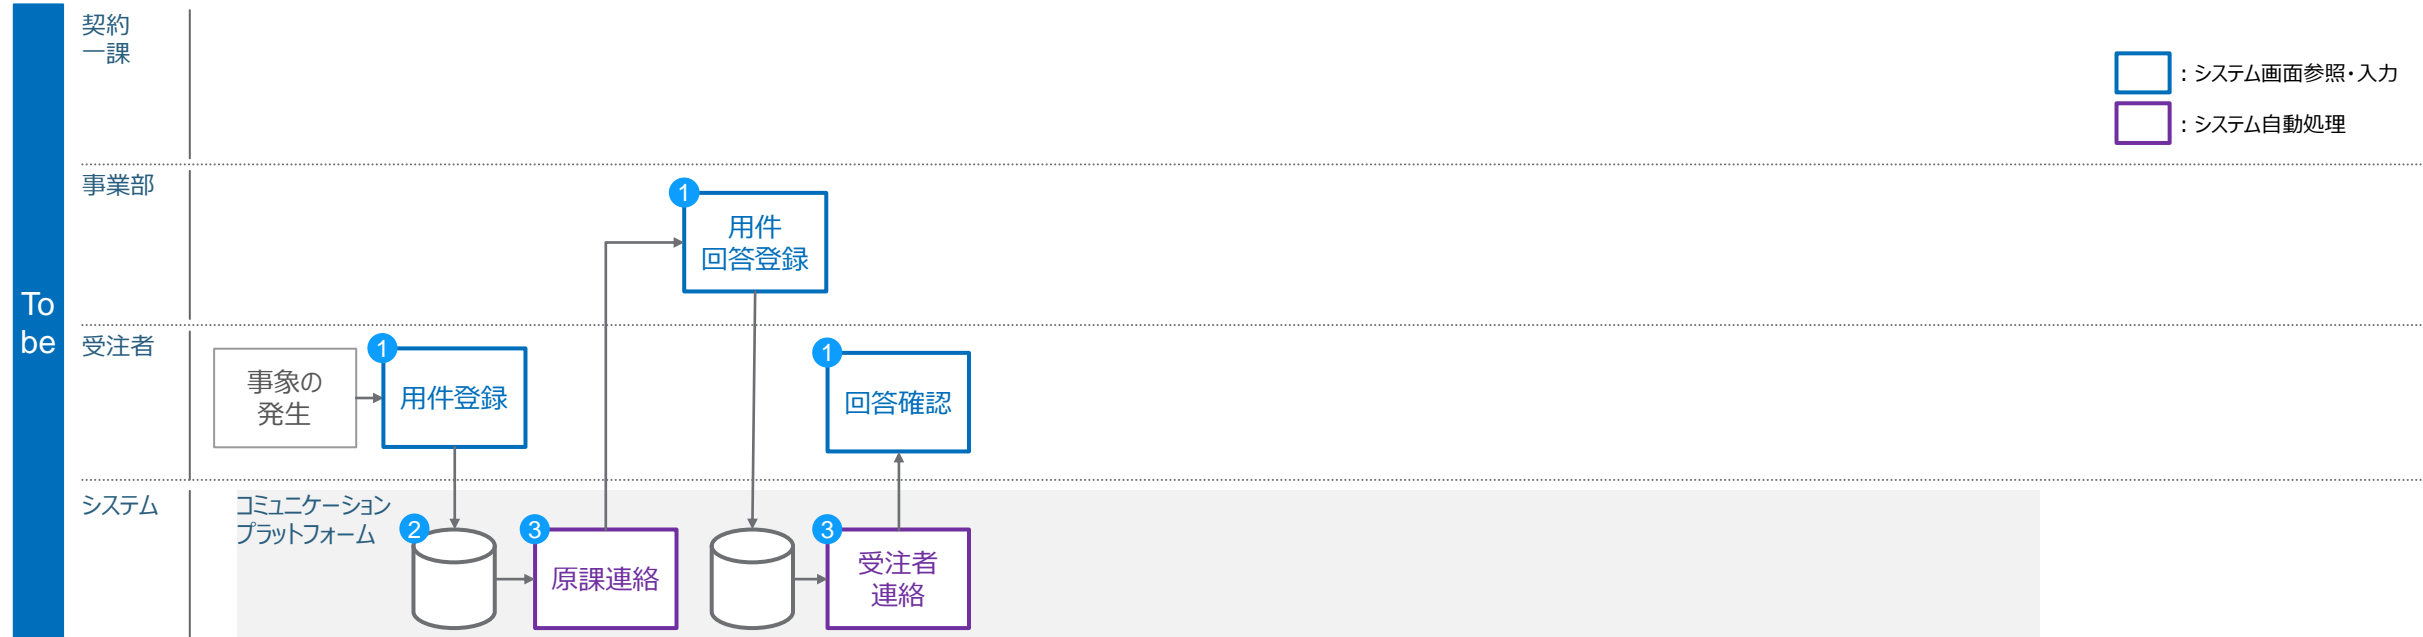 To
be
契約
一課
：システム画面参照・入力
：システム自動処理
事業部
1
用件
回答登録
受注者
事象の
発生
1
用件登録
1
回答確認
システム
コミュニケーション
プラットフォーム
2
3
原課連絡
3
受注者
連絡